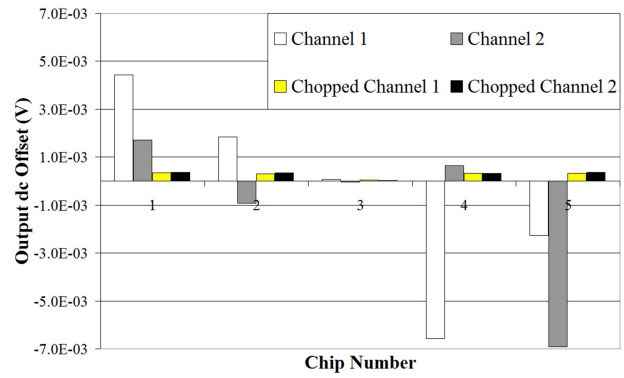 7.0E-03
5.0E-03
3.0E-03
1.0E-03
-1.0E-03
-3.0E-03
-5.0E-03
-7.0E-03
Output dc Offset (V)
Channel 1
Channel 2
Chopped Channel 1
Chopped Channel 2
1 2 3 4 5
Chip Number